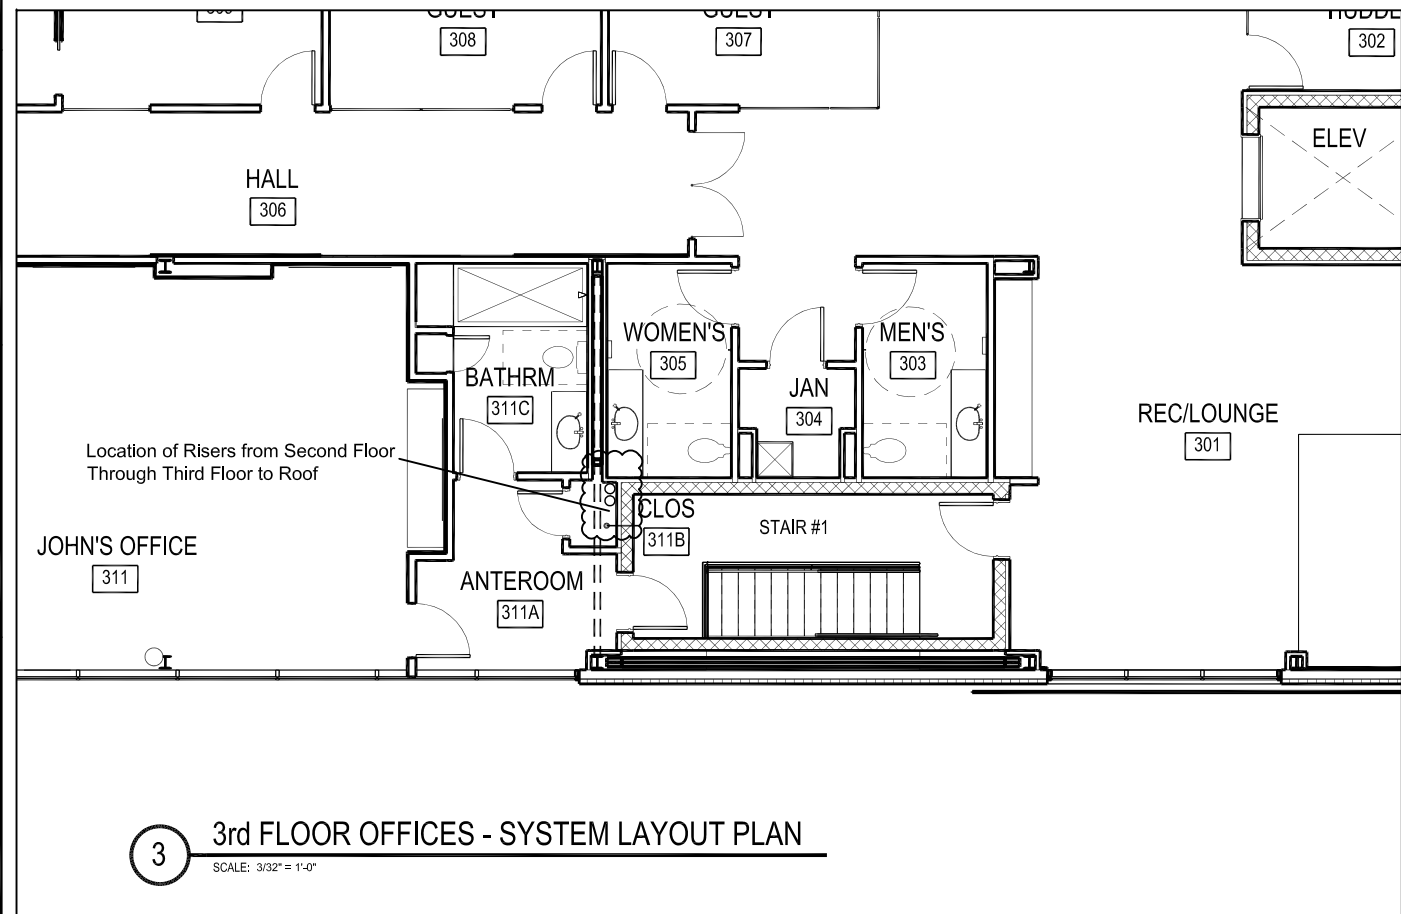 GUEST
308
GUEST
307
302
ELEV
HALL
306
WOMEN'S
305
MEN'S
303
BATHRM
311C
JAN
304
REC/LOUNGE
301
Location of Risers from Second Floor
Through Third Floor to Roof
CLOS
311B
STAIR #1
JOHN'S OFFICE
311
ANTEROOM
311A
3
3rd FLOOR OFFICES - SYSTEM LAYOUT PLAN
SCALE: 3/32" = 1'-0"